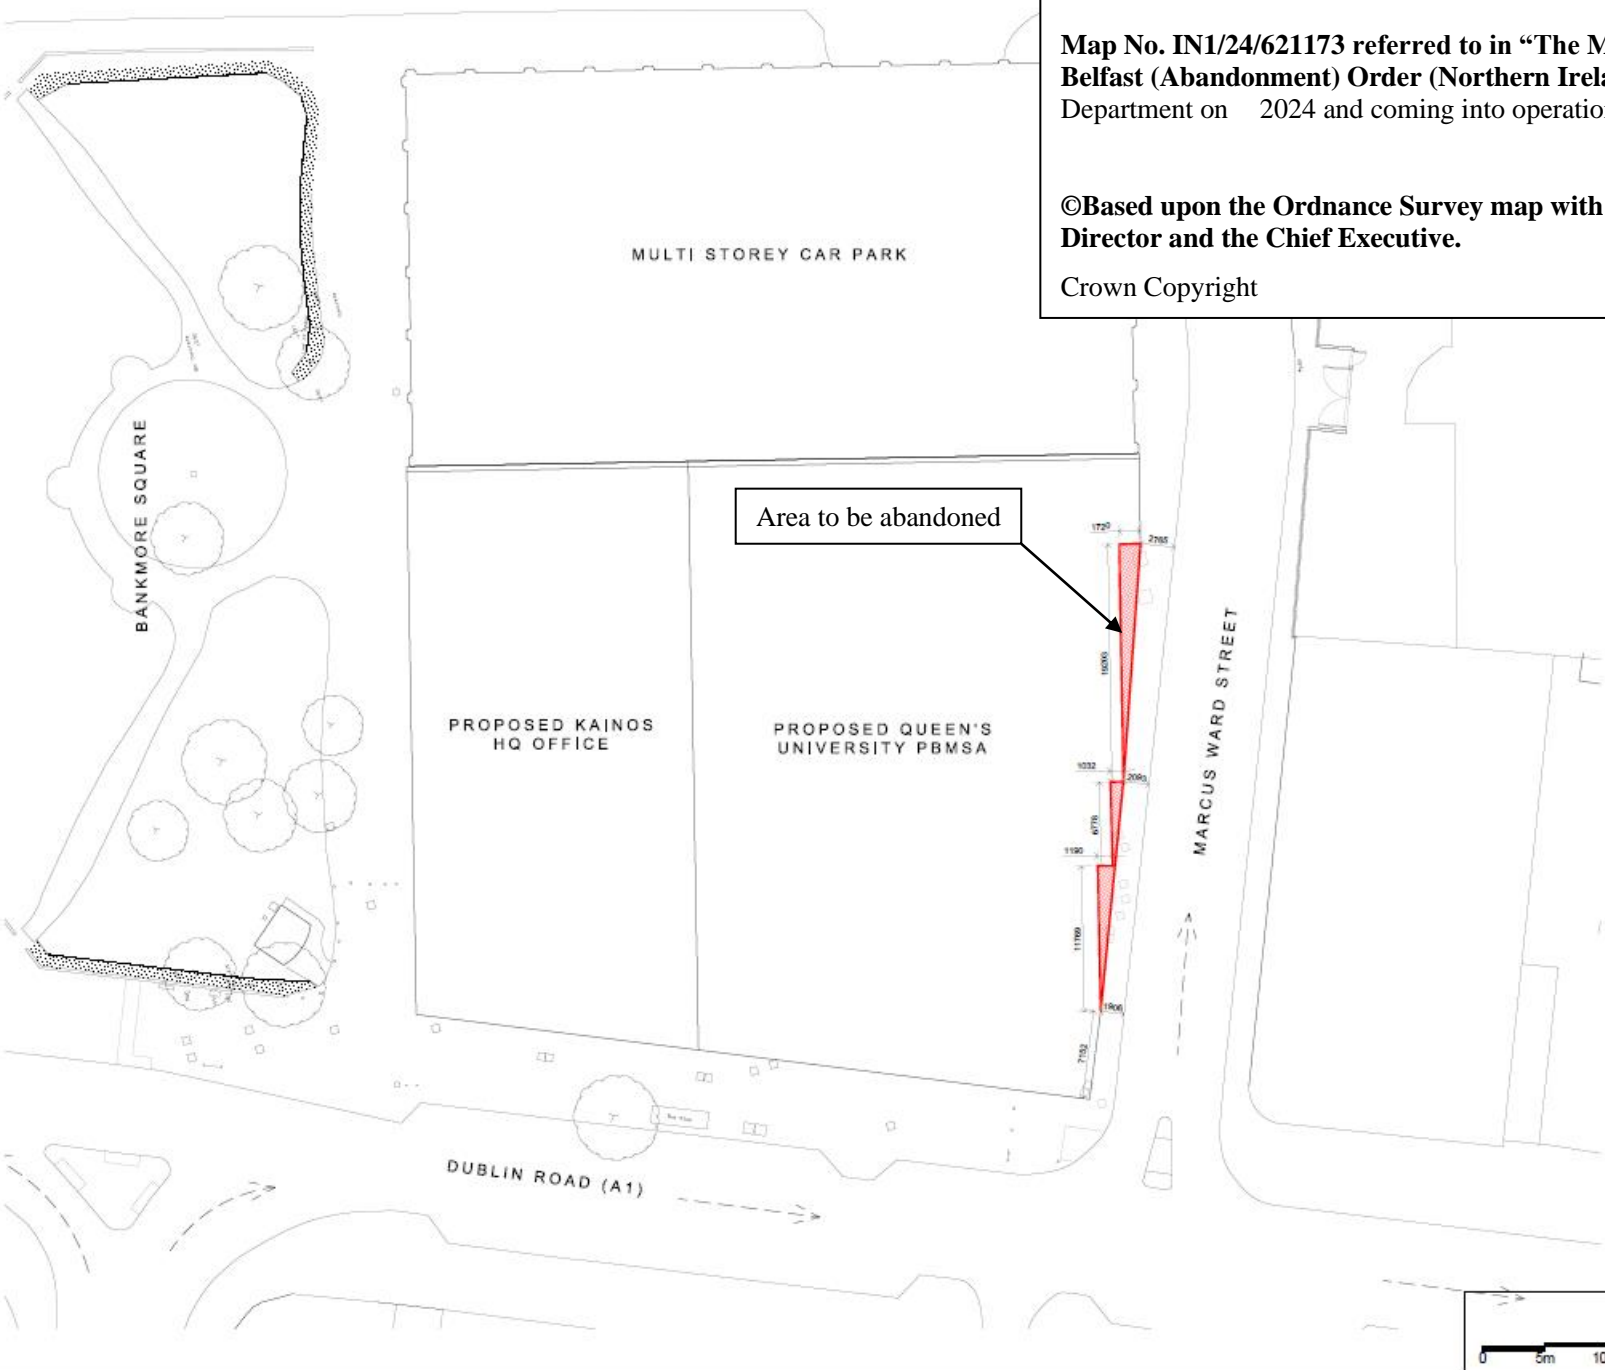 Map No. IN1/24/621173 referred to in “The M
Belfast (Abandonment) Order (Northern Irela
Department on 2024 and coming into operation
©Based upon the Ordnance Survey map with
Director and the Chief Executive.
Crown Copyright
MULTI STOREY CAR PARK
BANKMORE SQUARE
Area to be abandoned
1720
2765
MARCUS WARD STREET
PROPOSED KAINOS
HQ OFFICE
PROPOSED QUEEN'S
UNIVERSITY PBMSA
1032
2093
6776
1190
11769
1906
7152
DUBLIN ROAD (A1)
0 5m 10